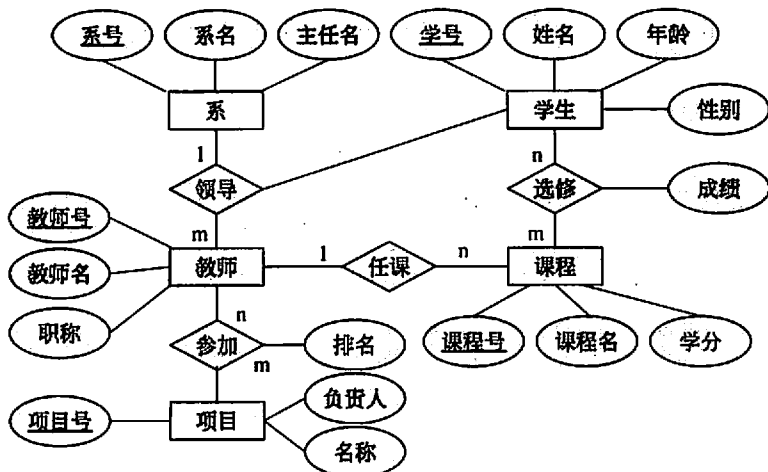 系号 系名 主任名 学号 姓名 年龄
系 学生 性别
1 n
领导 选修 成绩
教师号 m m
教师名 教师 1 任课 n 课程
职称 n
参加 排名 课程号 课程名 学分
m
负责人
项目号 项目
名称